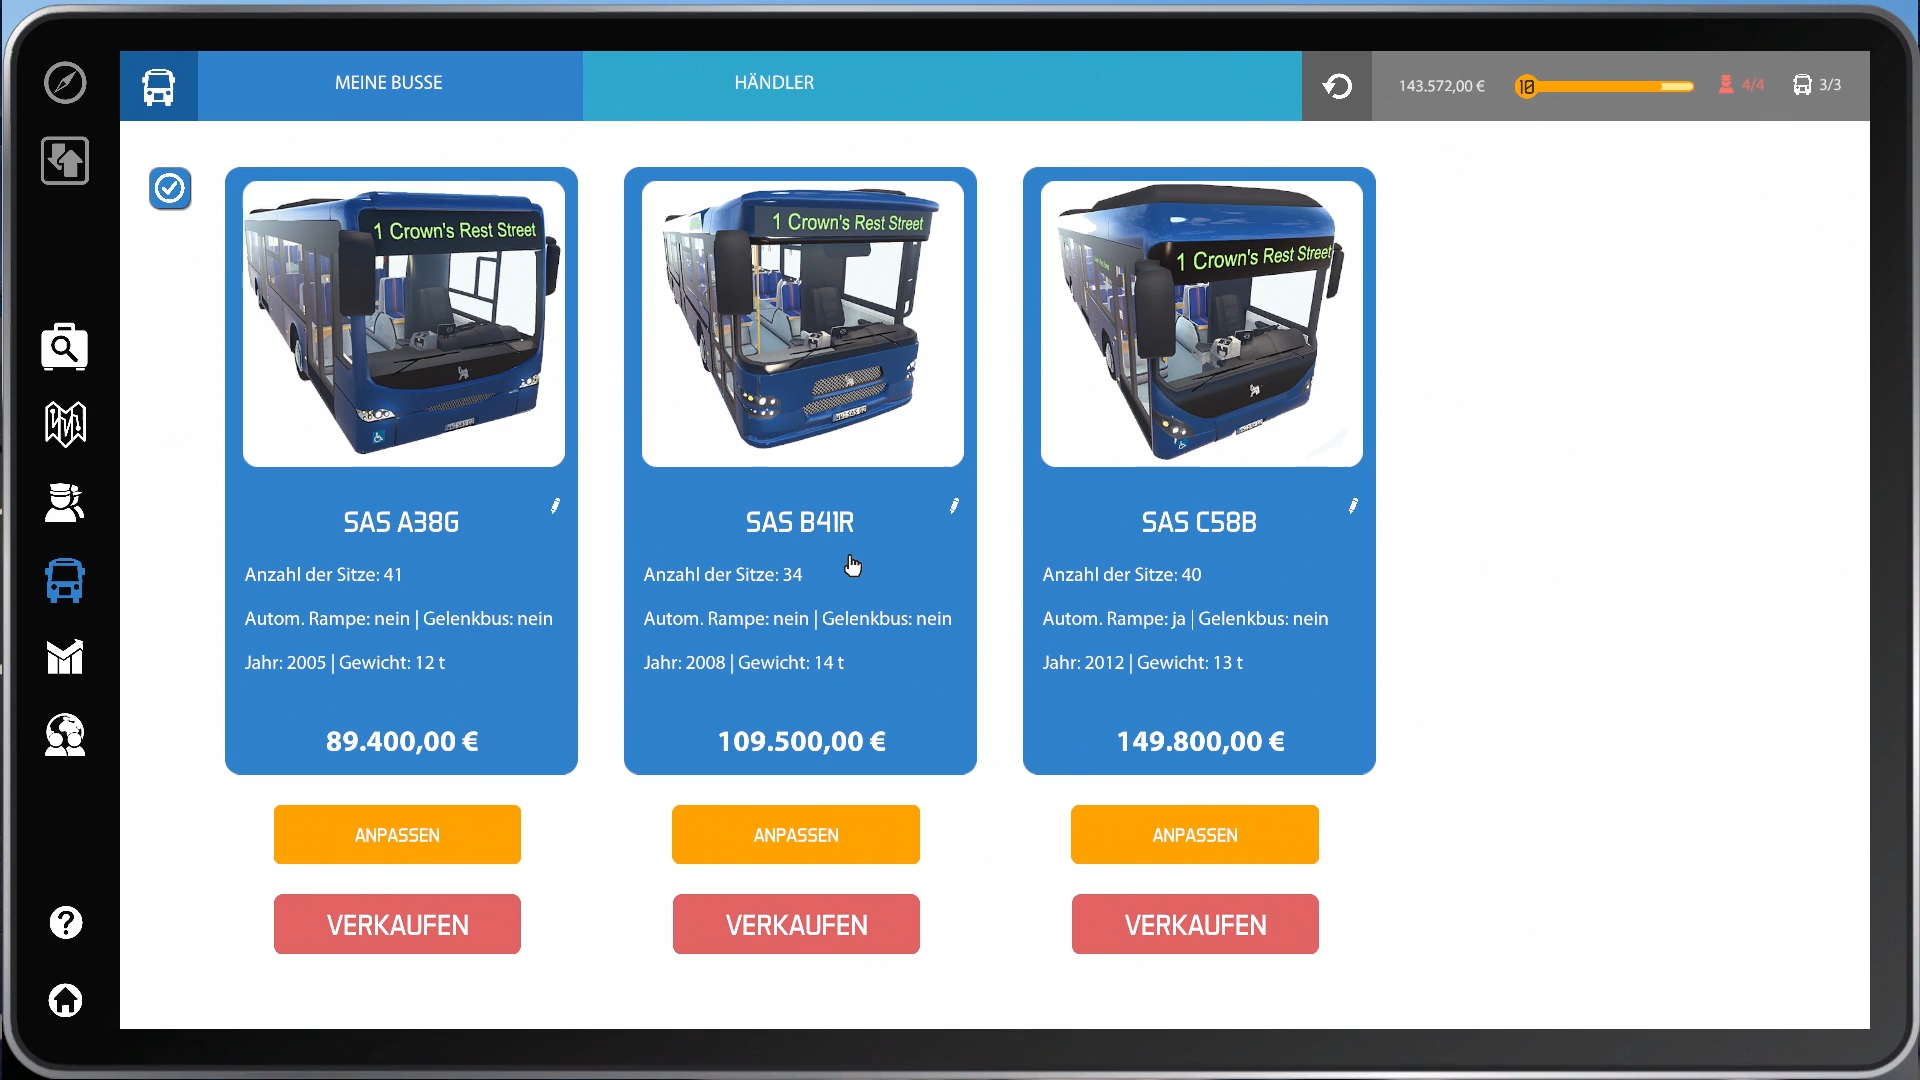 MEINE BUSSE
HÄNDLER
143.572,00 €
10
4/4
3/3
1 Crown's Rest Street
1 Crown's Rest Street
1 Crown's Rest Street
SAS A38G
Anzahl der Sitze: 41
Autom. Rampe: nein | Gelenkbus: nein
Jahr: 2005 | Gewicht: 12 t
89.400,00 €
ANPASSEN
VERKAUFEN
SAS B41R
Anzahl der Sitze: 34
Autom. Rampe: nein | Gelenkbus: nein
Jahr: 2008 | Gewicht: 14 t
109.500,00 €
ANPASSEN
VERKAUFEN
SAS C58B
Anzahl der Sitze: 40
Autom. Rampe: ja | Gelenkbus: nein
Jahr: 2012 | Gewicht: 13 t
149.800,00 €
ANPASSEN
VERKAUFEN
?